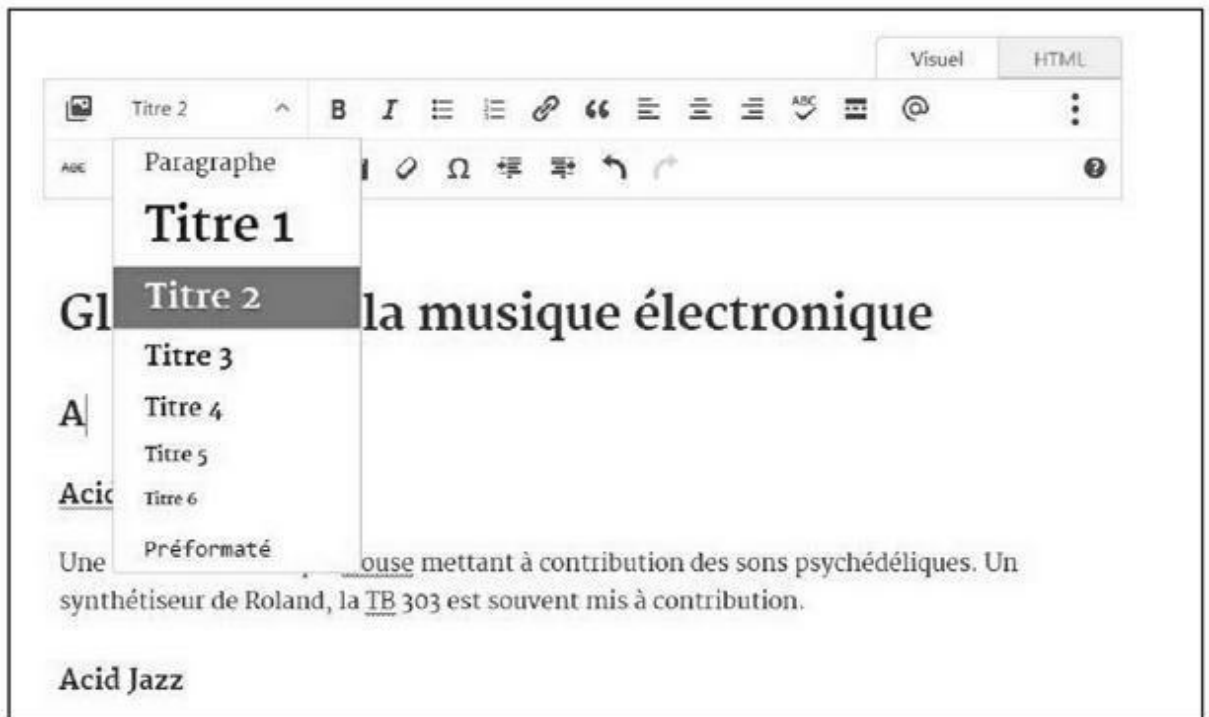 Visuel HTML
Titre 2 B I ABC @
ABC Ω
Paragraphe
Titre 1
Titre 2
Titre 3
Titre 4
Titre 5
Titre 6
Préformaté
Gl la musique électronique
A
Acid
Une ouse mettant à contribution des sons psychédéliques. Un
synthétiseur de Roland, la TB 303 est souvent mis à contribution.
Acid Jazz